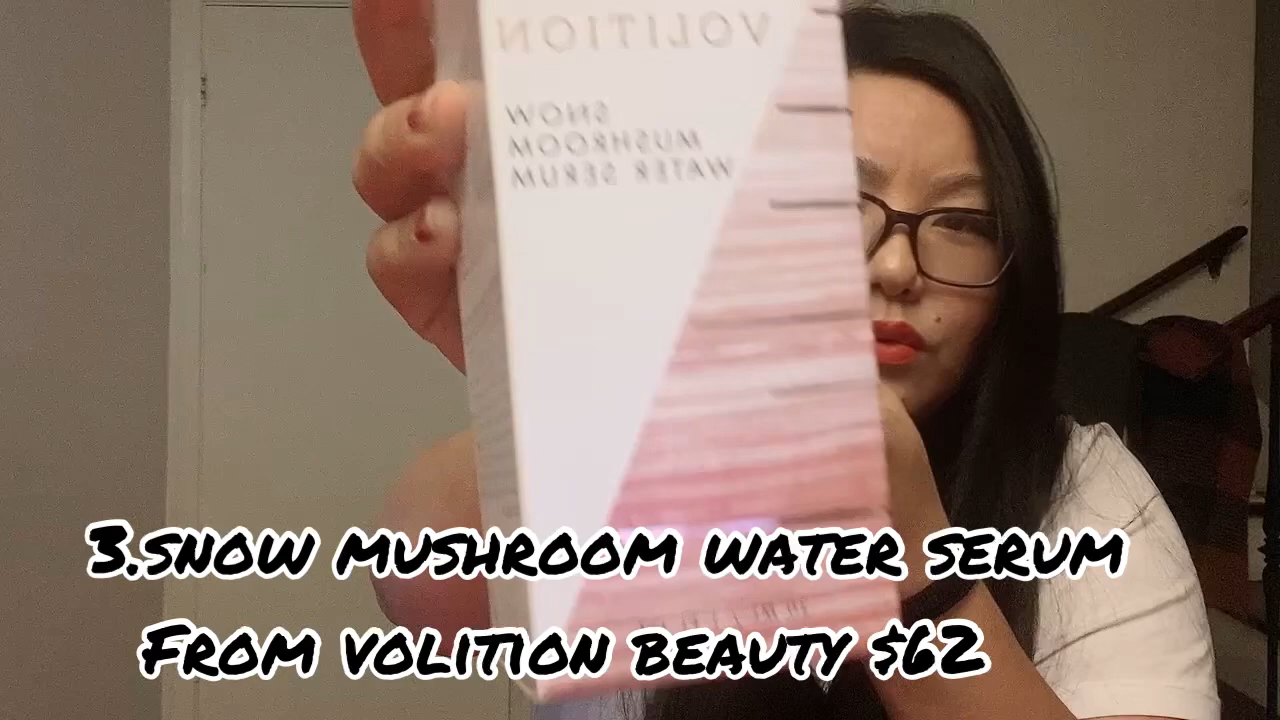 VOLITION
SNOW
MUSHROOM
WATER SERUM
3.SNOW MUSHROOM WATER SERUM
FROM VOLITION BEAUTY $62